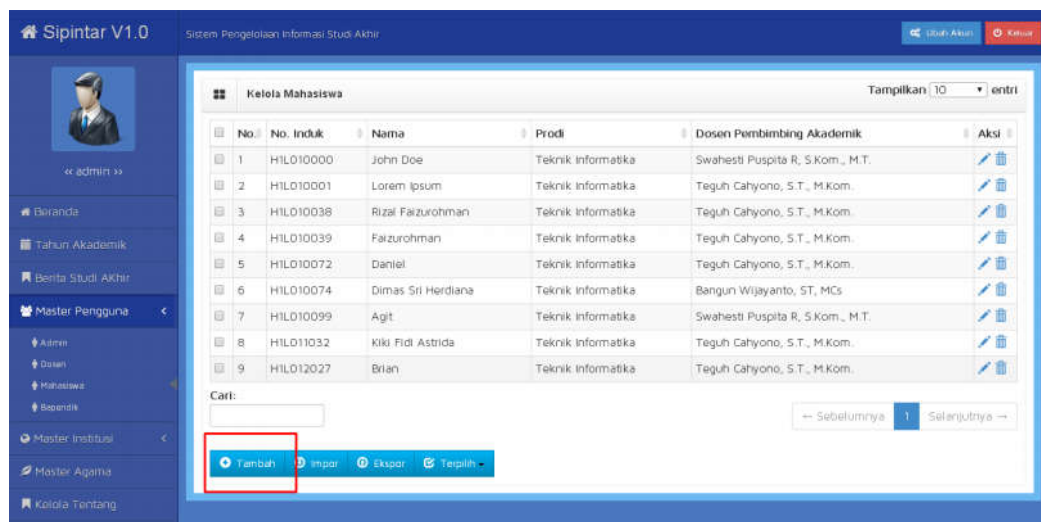 Sipintar V1.0
Sistem Pengelolaan Informasi Studi Akhir
Ubah Akun
Keluar
<< admin >>
Beranda
Tahun Akademik
Berita Studi AKhir
Master Pengguna
Admin
Dosen
Mahasiswa
Bapendik
Master Institusi
Master Agama
Kelola Tentang
Kelola Mahasiswa
Tampilkan 10 entri
No. No. Induk Nama Prodi Dosen Pembimbing Akademik Aksi
1 H1L010000 John Doe Teknik Informatika Swahesti Puspita R, S.Kom., M.T.
2 H1L010001 Lorem Ipsum Teknik Informatika Teguh Cahyono, S.T., M.Kom.
3 H1L010038 Rizal Faizurohman Teknik Informatika Teguh Cahyono, S.T., M.Kom.
4 H1L010039 Faizurohman Teknik Informatika Teguh Cahyono, S.T., M.Kom.
5 H1L010072 Daniel Teknik Informatika Teguh Cahyono, S.T., M.Kom.
6 H1L010074 Dimas Sri Herdiana Teknik Informatika Bangun Wijayanto, ST, MCs
7 H1L010099 Agit Teknik Informatika Swahesti Puspita R, S.Kom., M.T.
8 H1L011032 Kiki Fidi Astrida Teknik Informatika Teguh Cahyono, S.T., M.Kom.
9 H1L012027 Brian Teknik Informatika Teguh Cahyono, S.T., M.Kom.
Cari:
← Sebelumnya 1 Selanjutnya →
Tambah Impor Ekspor Terpilih